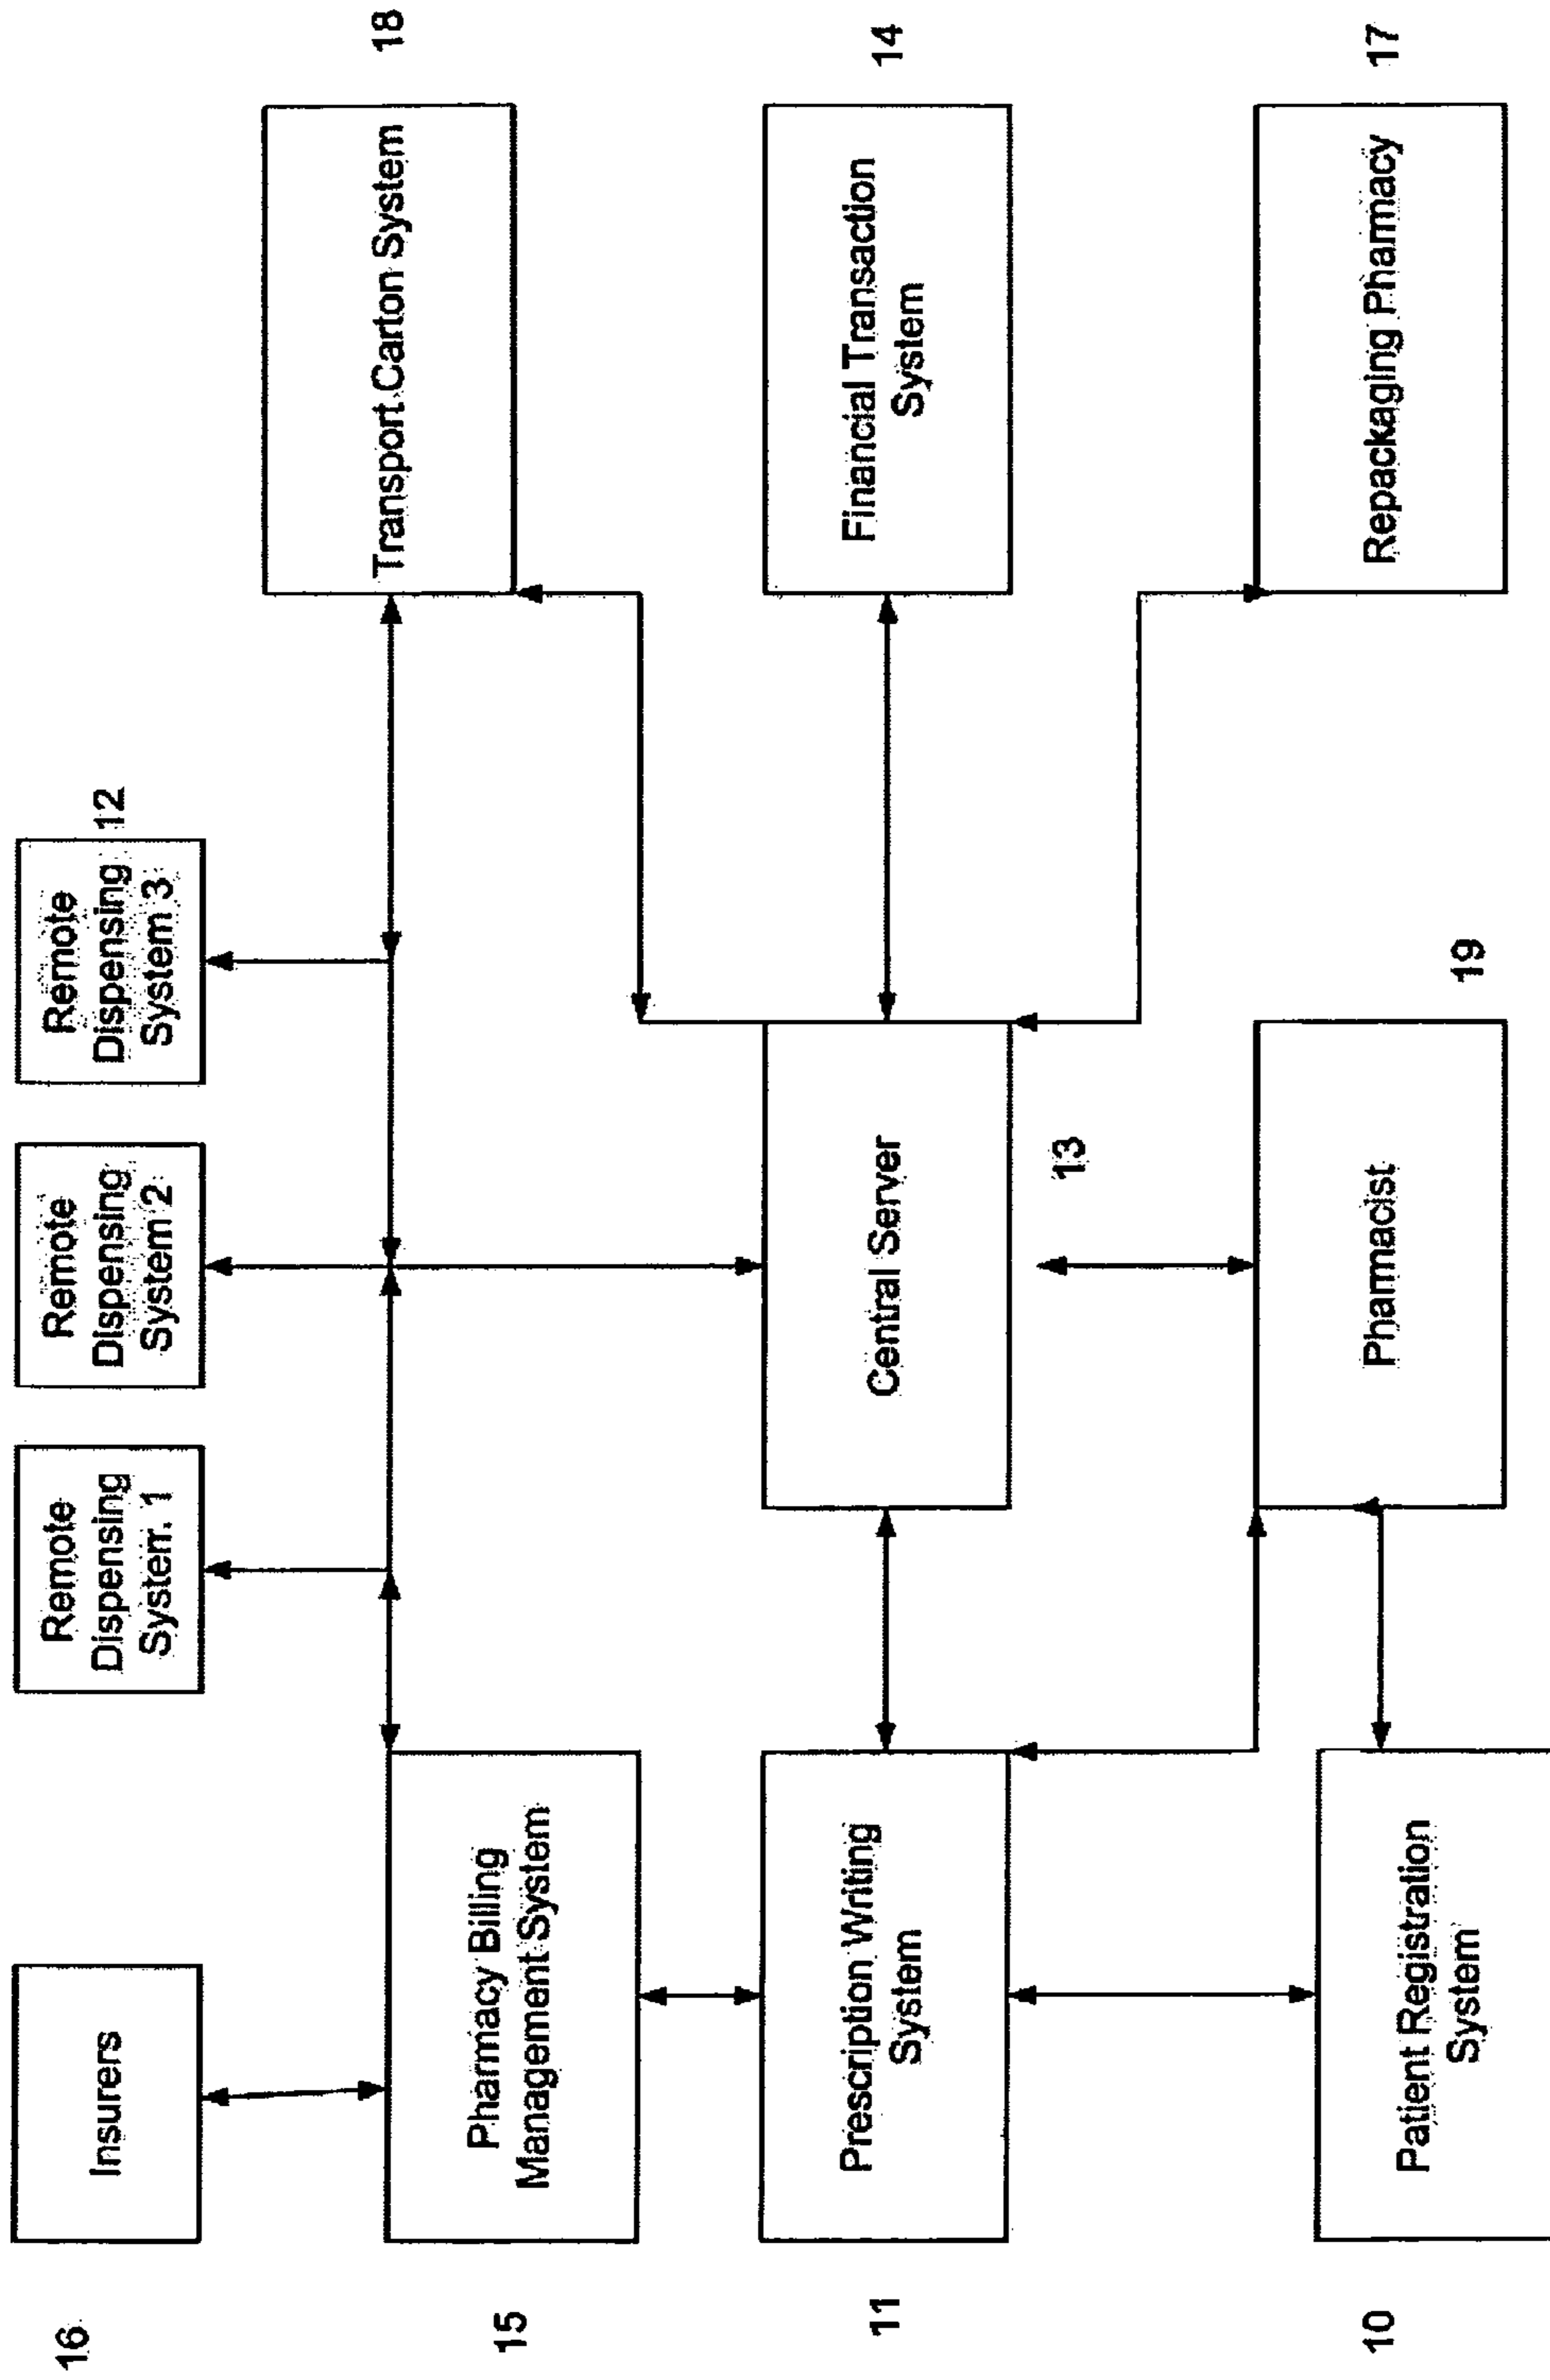 16
Insurers
Remote
Dispensing
System. 1
Remote
Dispensing
System 2
Remote
Dispensing
System 3
12
15
Pharmacy Billing
Management System
Transport Carton System
18
11
Prescription Writing
System
Central Server
13
Financial Transaction
System
14
10
Patient Registration
System
Pharmacist
19
Repackaging Pharmacy
17